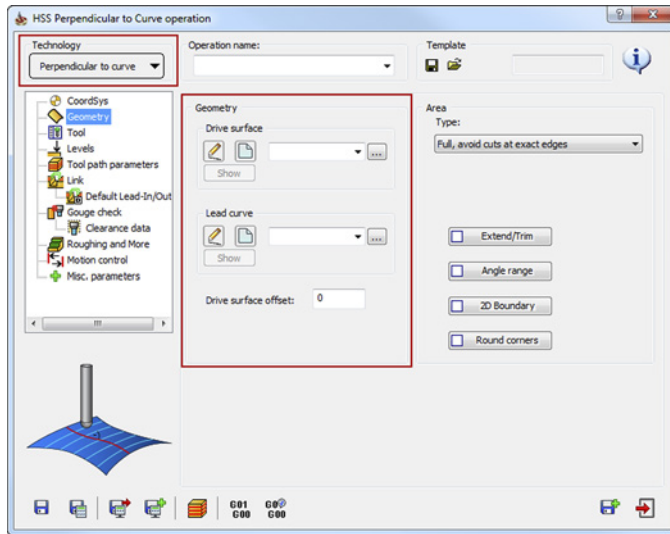 HSS Perpendicular to Curve operation
Technology
Perpendicular to curve
Operation name:
Template
CoordSys
Geometry
Tool
Levels
Tool path parameters
Link
Default Lead-In/Out
Gouge check
Clearance data
Roughing and More
Motion control
Misc. parameters
Geometry
Drive surface
...
Show
Lead curve
...
Show
Drive surface offset:
0
Area
Type:
Full, avoid cuts at exact edges
Extend/Trim
Angle range
2D Boundary
Round corners
G01
G00
G0
G00